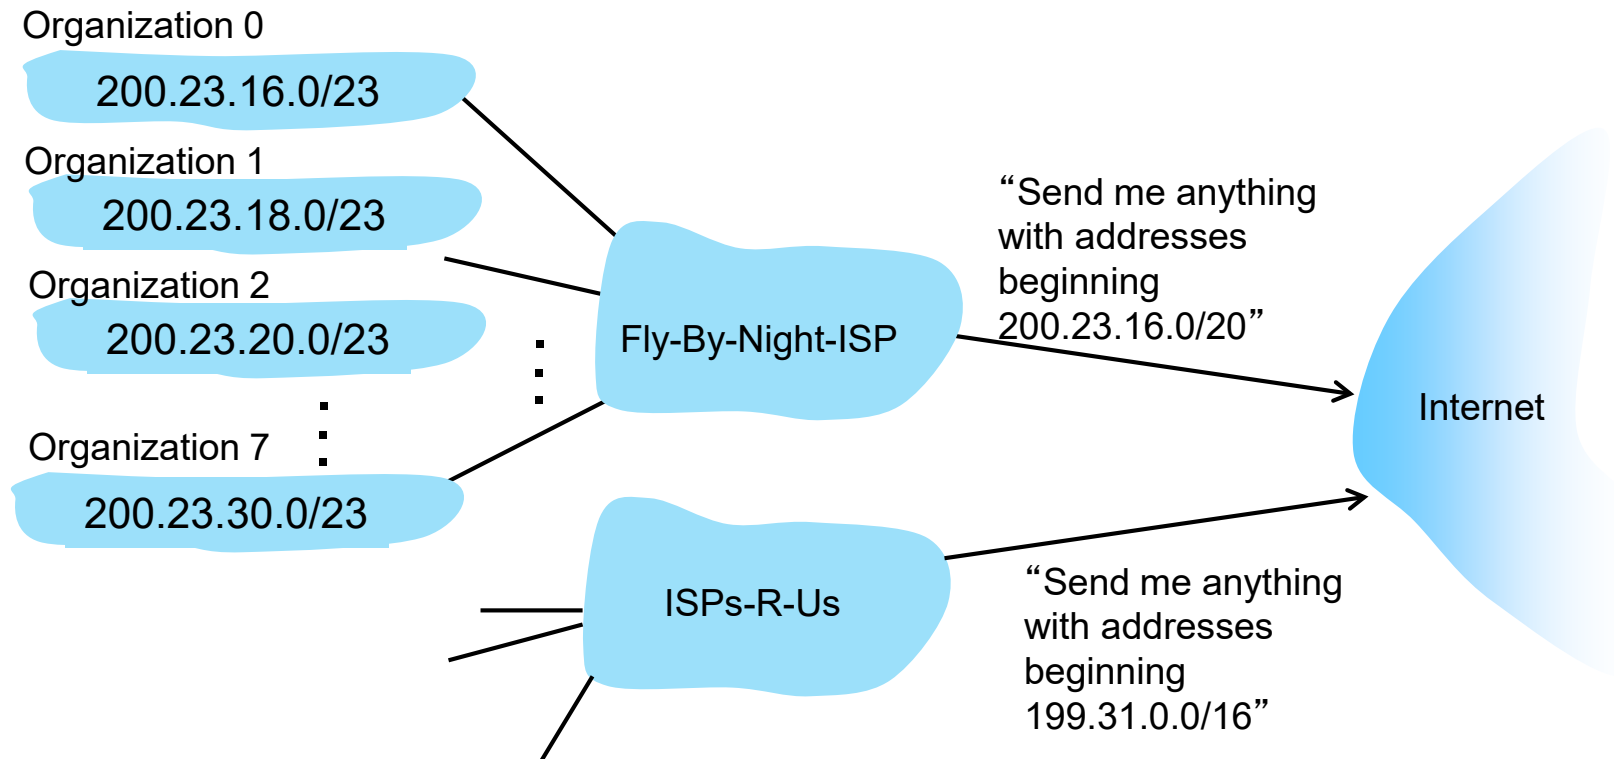 Organization 0
200.23.16.0/23
Organization 1
200.23.18.0/23
Organization 2
200.23.20.0/23
Organization 7
200.23.30.0/23
Fly-By-Night-ISP
“Send me anything
with addresses
beginning
200.23.16.0/20”
Internet
ISPs-R-Us
“Send me anything
with addresses
beginning
199.31.0.0/16”